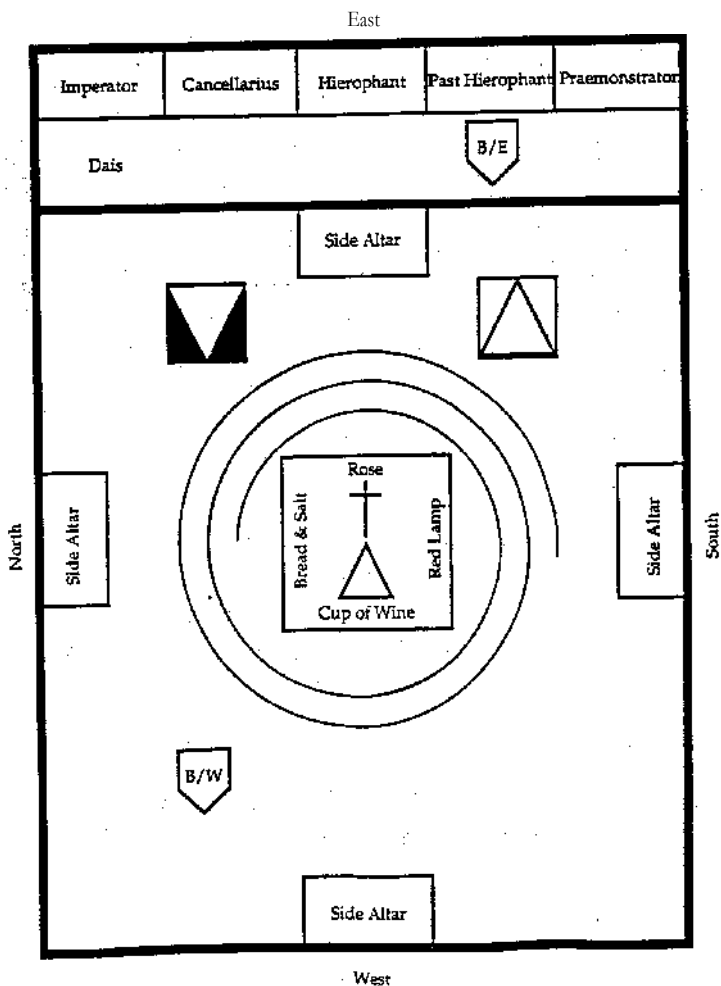 East
Imperator
Cancellarius
Hierophant
Past Hierophant
Praemonstrator
Dais
B/E
Side Altar
Rose
Bread & Salt
Red Lamp
Cup of Wine
North
Side Altar
Side Altar
South
B/W
Side Altar
West